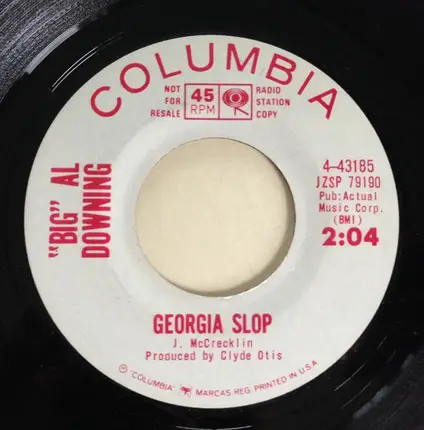 COLUMBIA
NOT FOR RESALE
45 RPM
RADIO STATION COPY
"BIG" AL
DOWNING
4-43185
JZSP 79190
Pub:Actual
Music Corp.
(BMI)
2:04
GEORGIA SLOP
J. McCrecklin
Produced by Clyde Otis
℗ "COLUMBIA" MARCAS REG. PRINTED IN U.S.A.